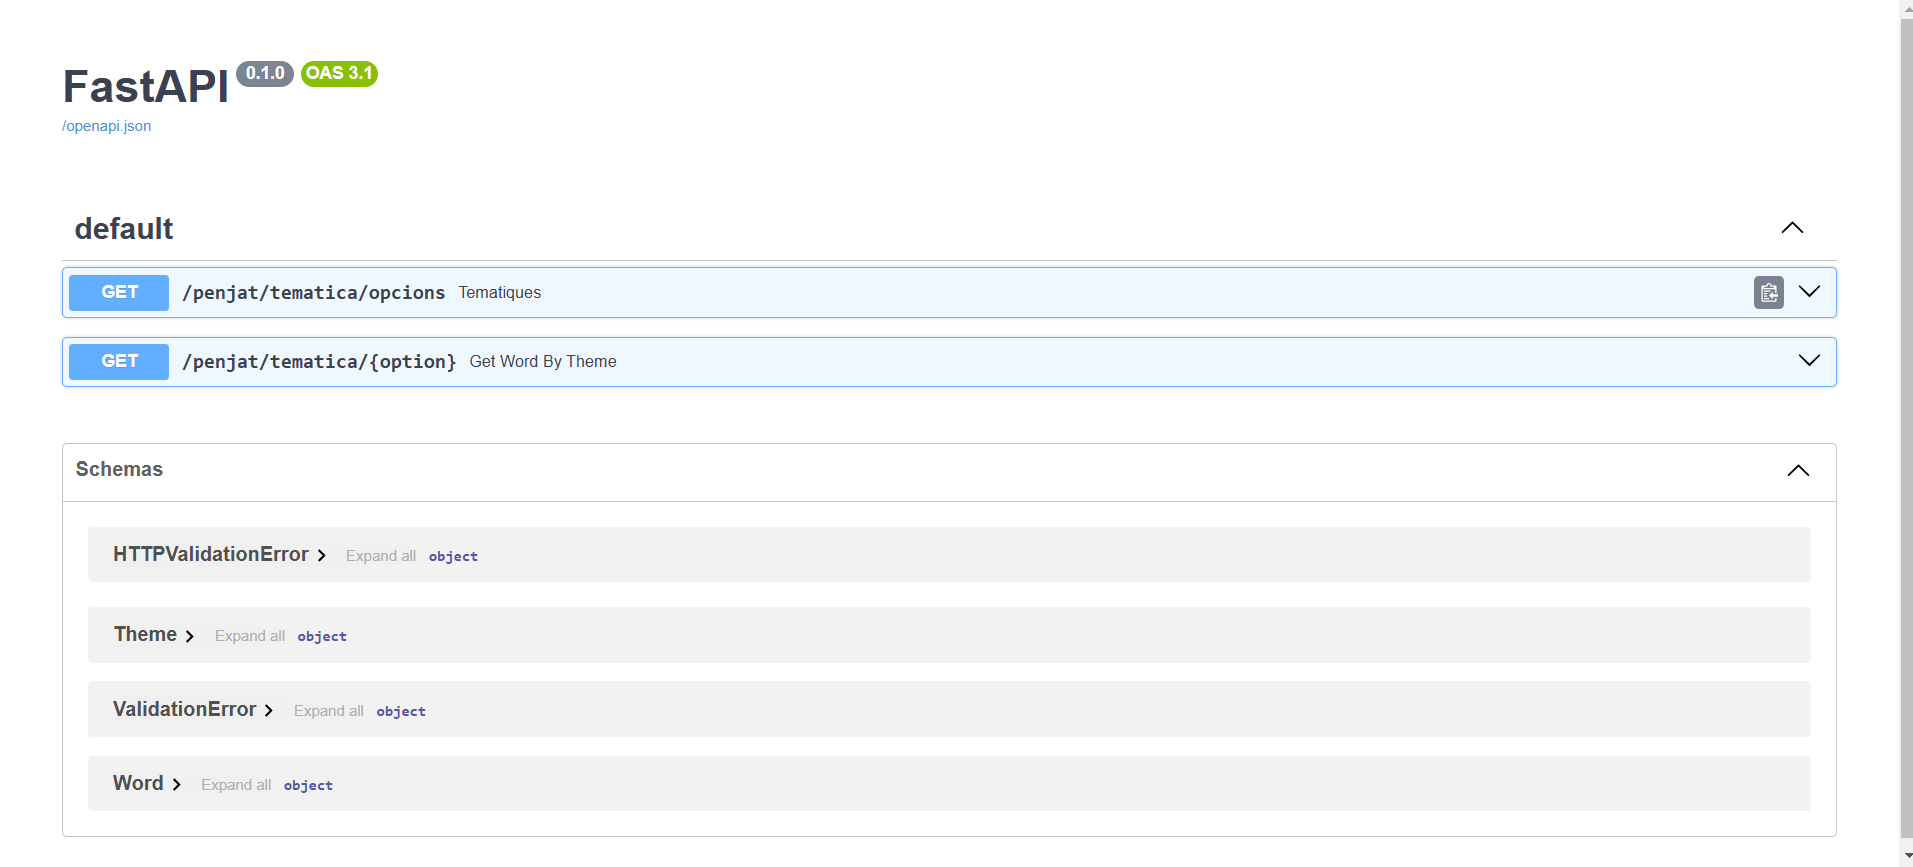 FastAPI 0.1.0 OAS 3.1
/openapi.json
default
GET /penjat/tematica/opcions Tematiques
GET /penjat/tematica/{option} Get Word By Theme
Schemas
HTTPValidationError Expand all object
Theme Expand all object
ValidationError Expand all object
Word Expand all object